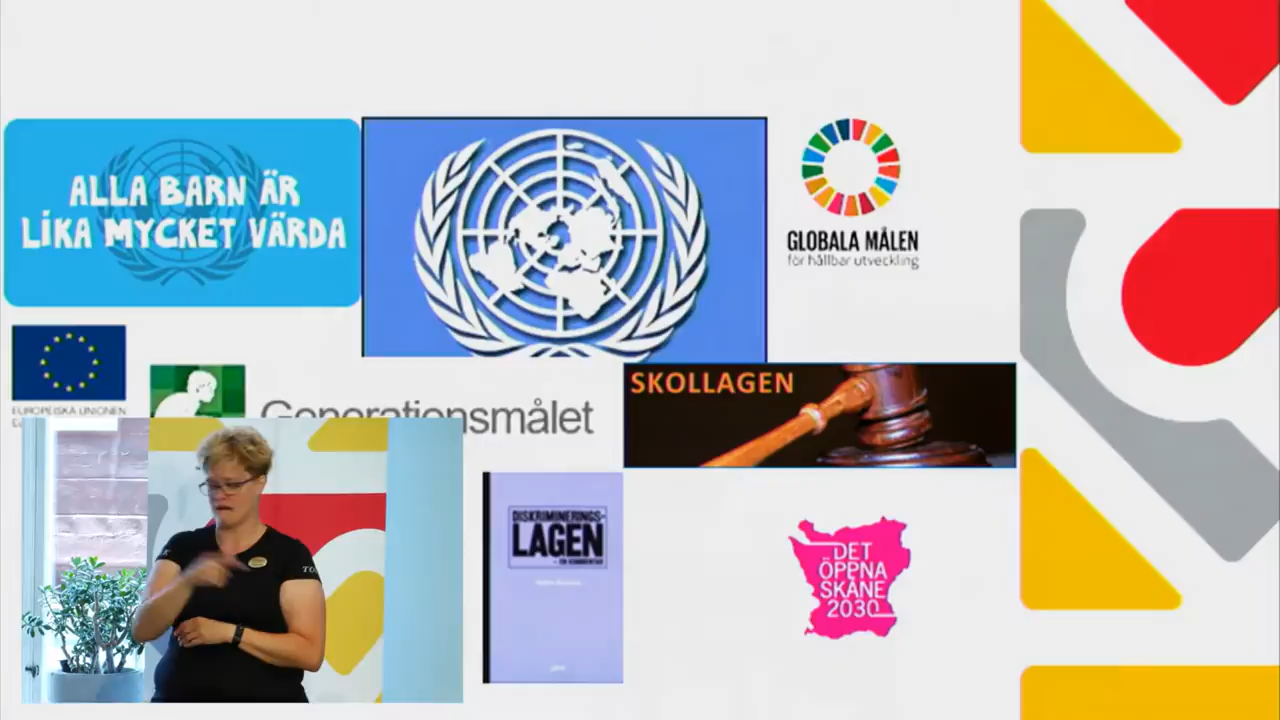 ALLA BARN ÄR
LIKA MYCKET VÄRDA
GLOBALA MÅLEN
för hållbar utveckling
EUROPEISKA UNIONEN
Generationsmålet
SKOLLAGEN
DISKRIMINERINGS-
LAGEN
DET
ÖPPNA
SKÅNE
2030